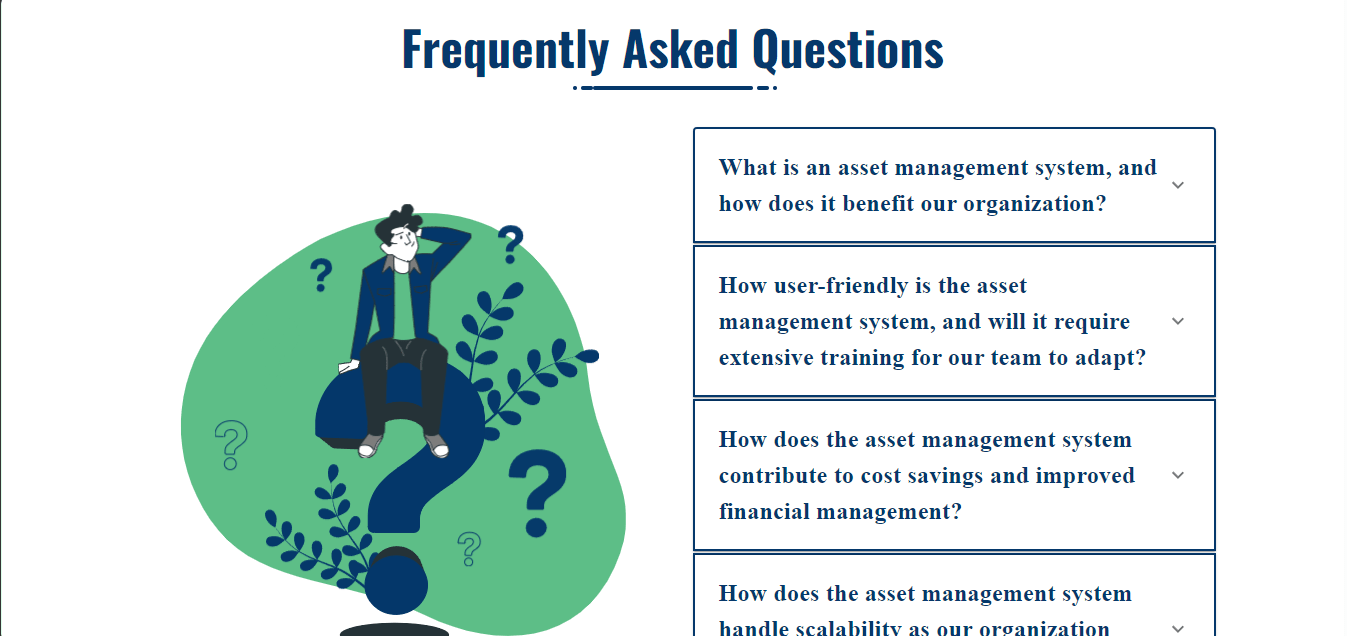 Frequently Asked Questions
What is an asset management system, and
how does it benefit our organization?
How user-friendly is the asset
management system, and will it require
extensive training for our team to adapt?
How does the asset management system
contribute to cost savings and improved
financial management?
How does the asset management system
handle scalability as our organization
?
?
?
?
?
?